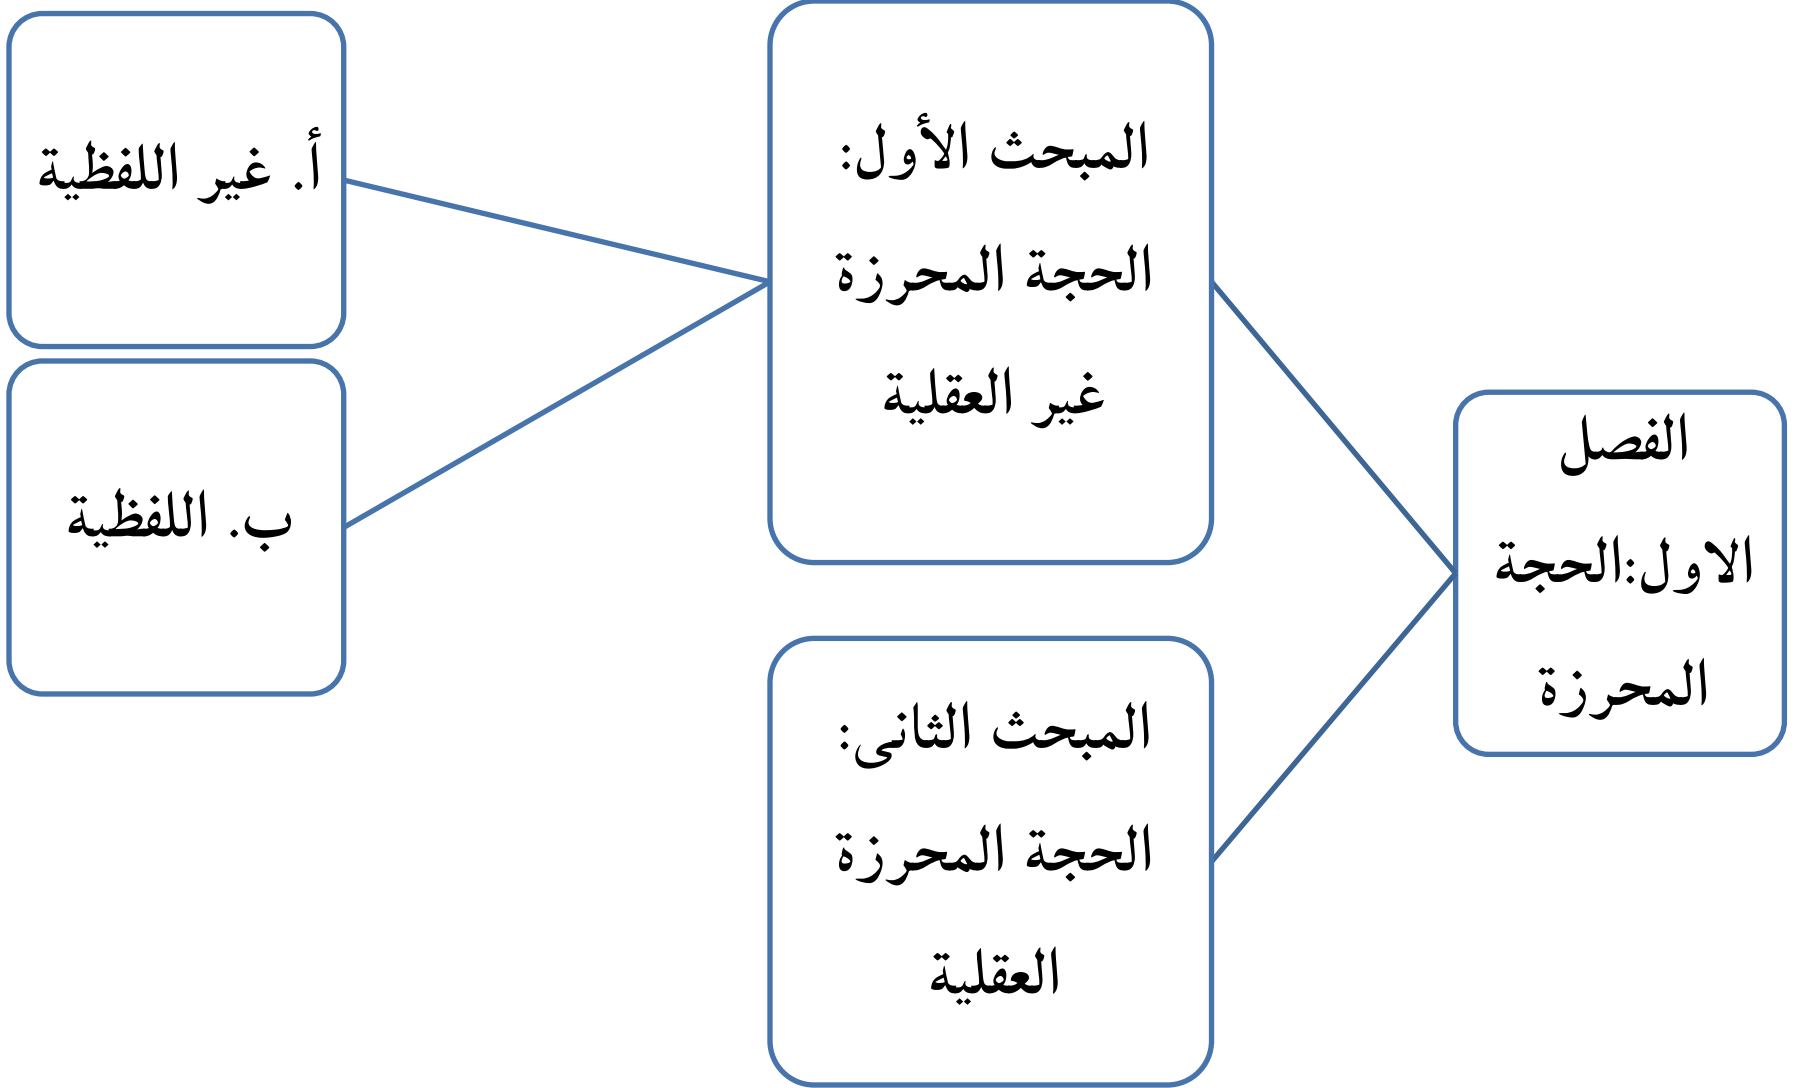 الفصل
الاول:الحجة
المحرزة
المبحث الأول:
الحجة المحرزة
غير العقلية
أ. غير اللفظية
ب. اللفظية
المبحث الثانى:
الحجة المحرزة
العقلية